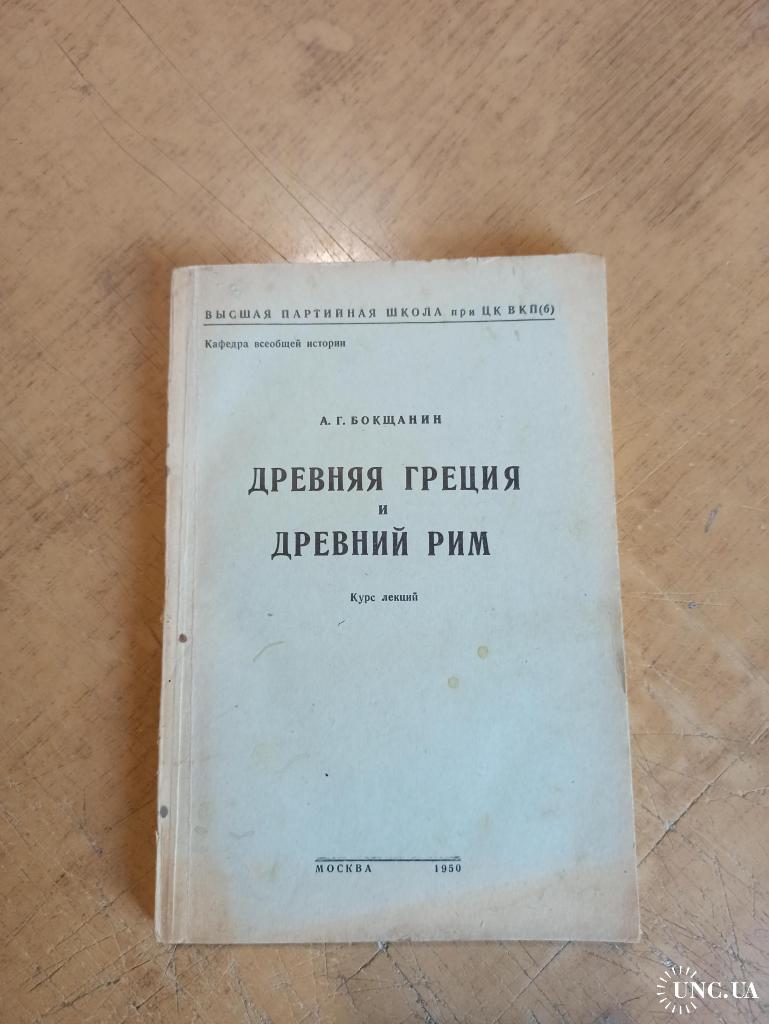 ВЫСШАЯ ПАРТИЙНАЯ ШКОЛА при ЦК ВКП(б)
Кафедра всеобщей истории
А. Г. БОКЩАНИН
ДРЕВНЯЯ ГРЕЦИЯ
и
ДРЕВНИЙ РИМ
Курс лекций
МОСКВА 1950
UNC.UA